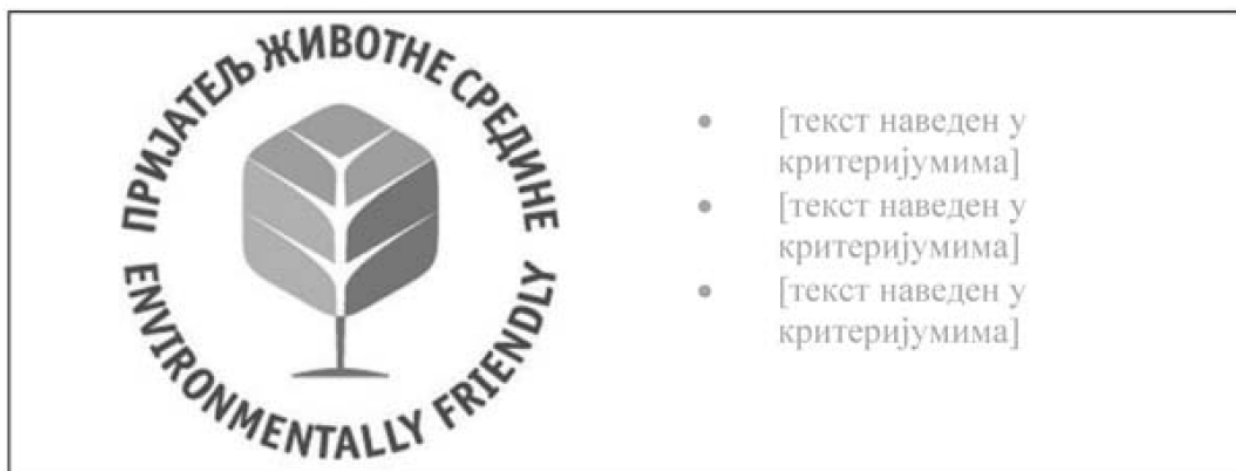 ПРИЈАТЕЉ ЖИВОТНЕ СРЕДИНЕ
ENVIRONMENTALLY FRIENDLY
• [текст наведен у
критеријумима]
• [текст наведен у
критеријумима]
• [текст наведен у
критеријумима]